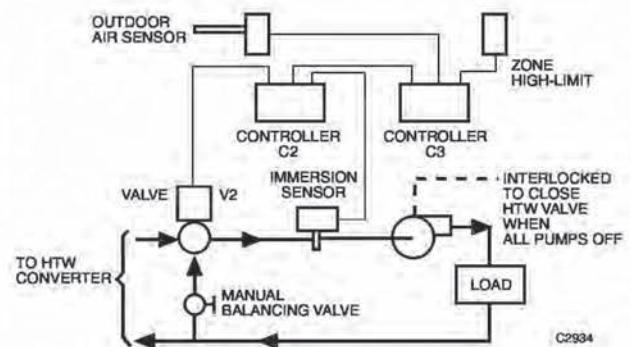 OUTDOOR
AIR SENSOR
ZONE
HIGH-LIMIT
CONTROLLER
C2
CONTROLLER
C3
IMMERSION
SENSOR
VALVE
V2
INTERLOCKED
TO CLOSE
HTW VALVE
WHEN
ALL PUMPS OFF
TO HTW
CONVERTER
MANUAL
BALANCING VALVE
LOAD
C2934